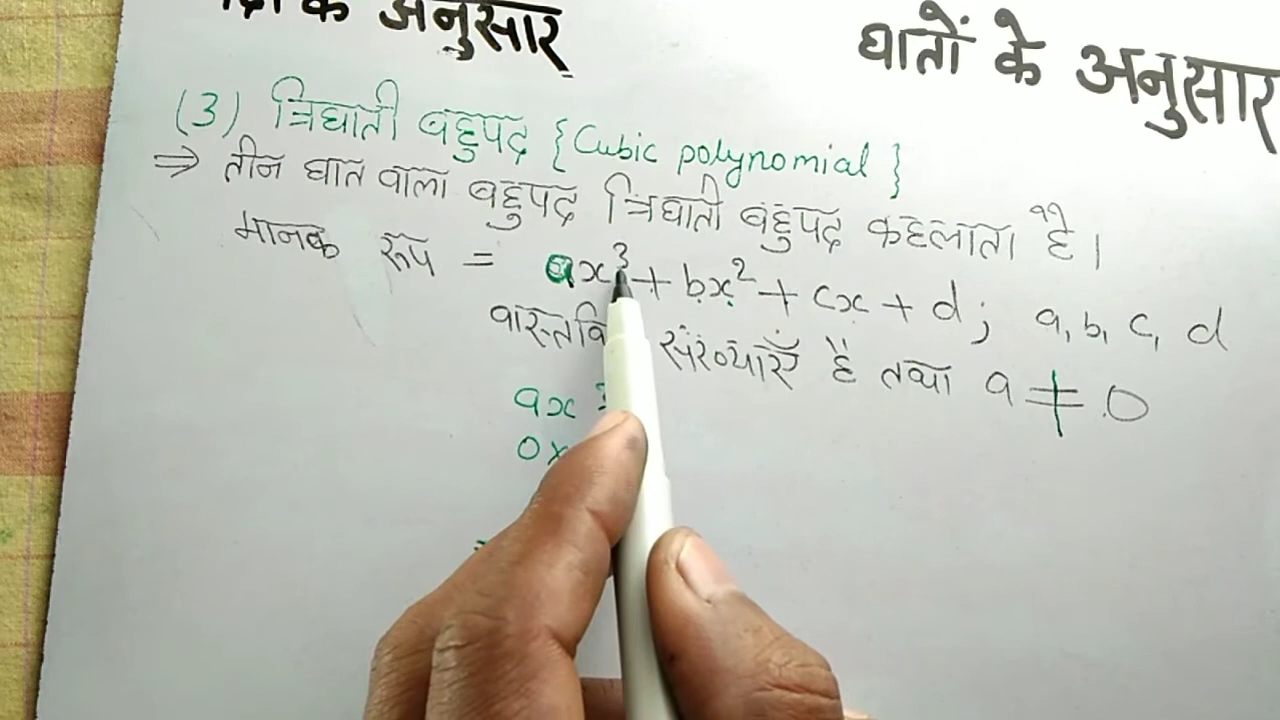 के अनुसार
घातों के अनुसार
(3) त्रिघाती बहुपद {Cubic polynomial}
⇒ तीन घात वाला बहुपद त्रिघाती बहुपद कहलाता है।
मानक रूप = ax³ + bx² + cx + d; a, b, c, d
संख्याएँ है तथा a ≠ 0
ax
0x